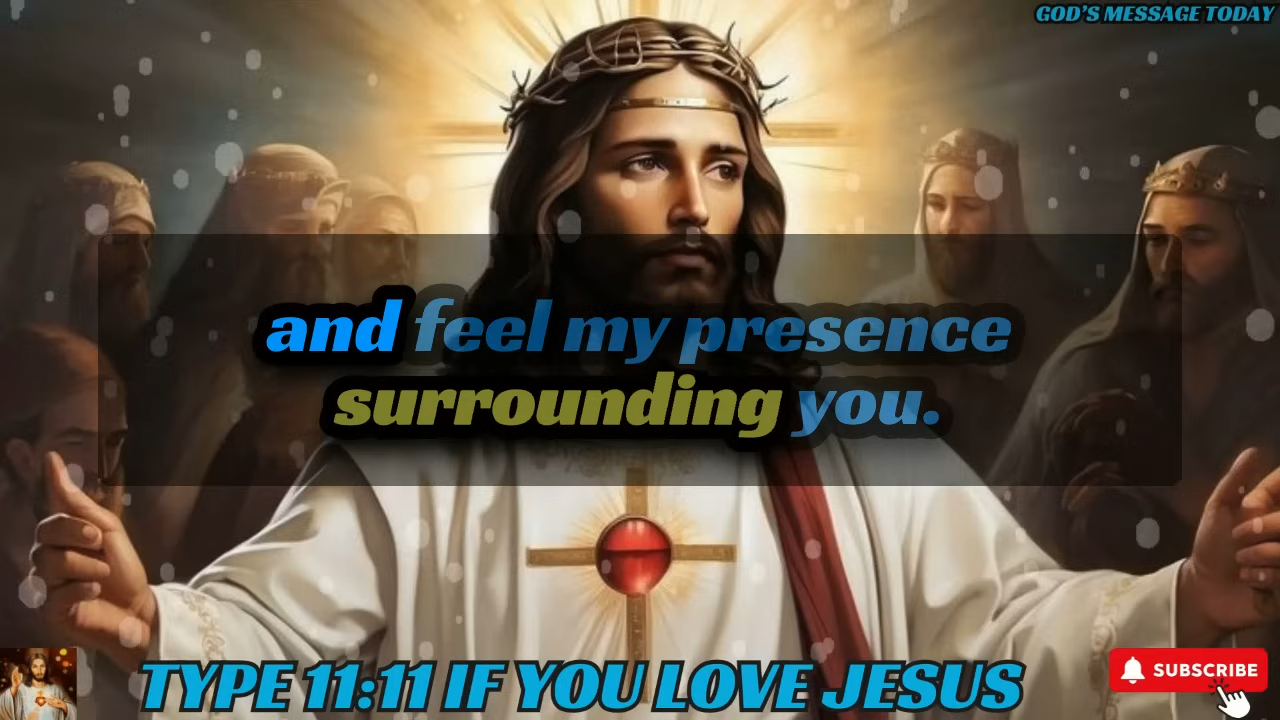 GOD'S MESSAGE TODAY
and feel my presence
surrounding you.
TYPE 11:11 IF YOU LOVE JESUS
SUBSCRIBE